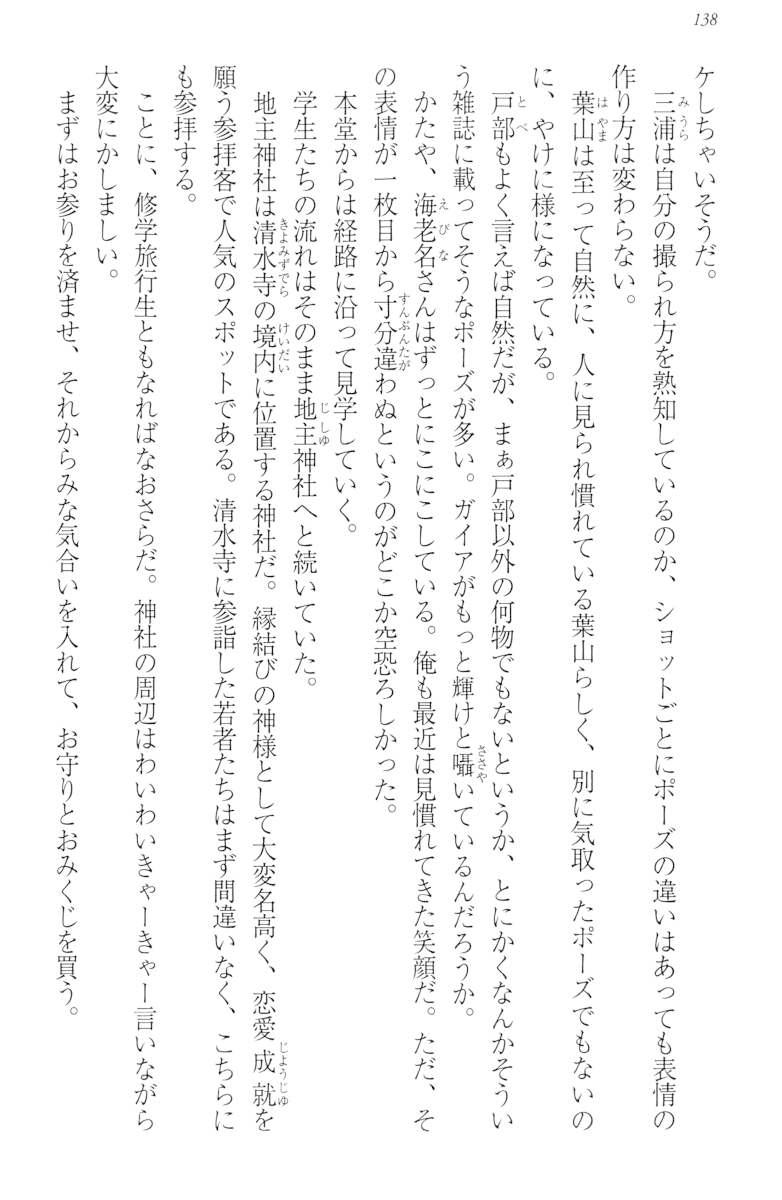 138
ケしちゃいそうだ。
三浦は自分の撮られ方を熟知しているのか、ショットごとにポーズの違いはあっても表情の
作り方は変わらない。
葉山は至って自然に、人に見られ慣れている葉山らしく、別に気取ったポーズでもないの
に、やけに様になっている。
戸部もよく言えば自然だが、まぁ戸部以外の何物でもないというか、とにかくなんかそうい
う雑誌に載ってそうなポーズが多い。ガイアがもっと輝けと囁いているんだろうか。
かたや、海老名さんはずっとにこにこしている。俺も最近は見慣れてきた笑顔だ。ただ、そ
の表情が一枚目から寸分違わぬというのがどこか空恐ろしかった。
本堂からは経路に沿って見学していく。
学生たちの流れはそのまま地主神社へと続いていた。
地主神社は清水寺の境内に位置する神社だ。縁結びの神様として大変名高く、恋愛成就を
願う参拝客で人気のスポットである。清水寺に参詣した若者たちはまず間違いなく、こちらに
も参拝する。
ことに、修学旅行生ともなればなおさらだ。神社の周辺はわいわいきゃーきゃー言いながら
大変にかしましい。
まずはお参りを済ませ、それからみな気合いを入れて、お守りとおみくじを買う。